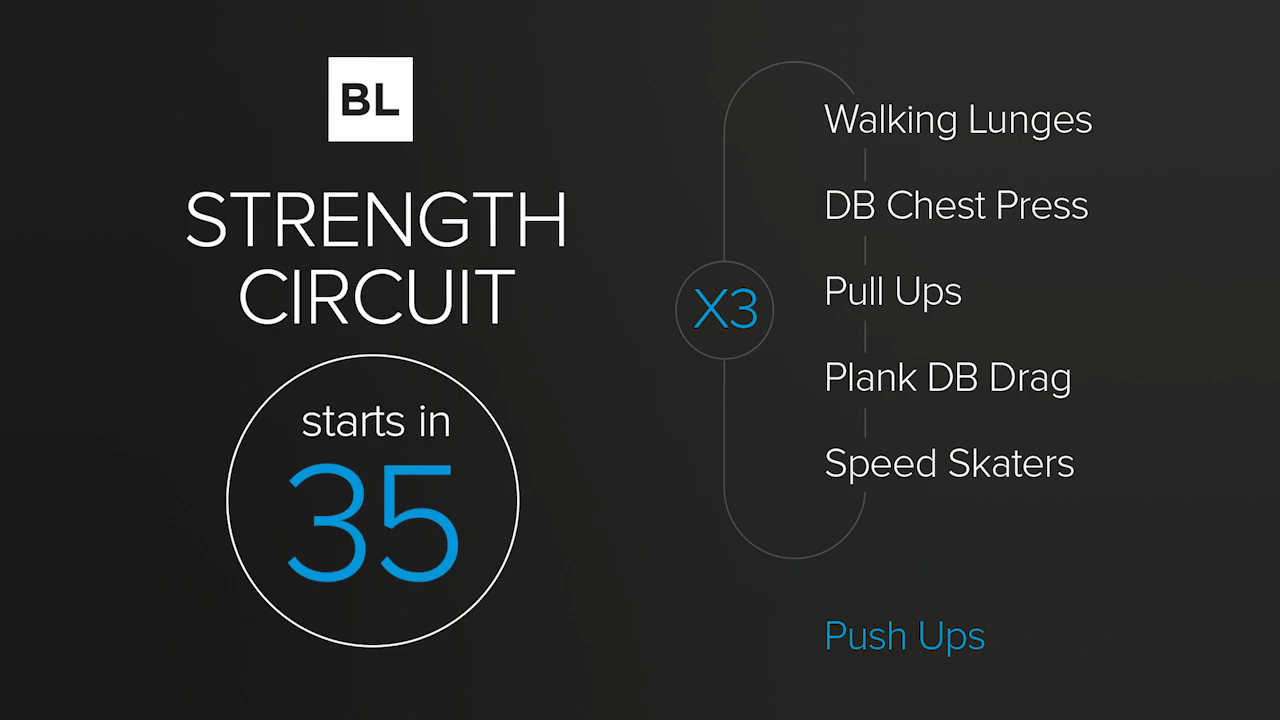 BL
STRENGTH
CIRCUIT
starts in
35
X3
Walking Lunges
DB Chest Press
Pull Ups
Plank DB Drag
Speed Skaters
Push Ups